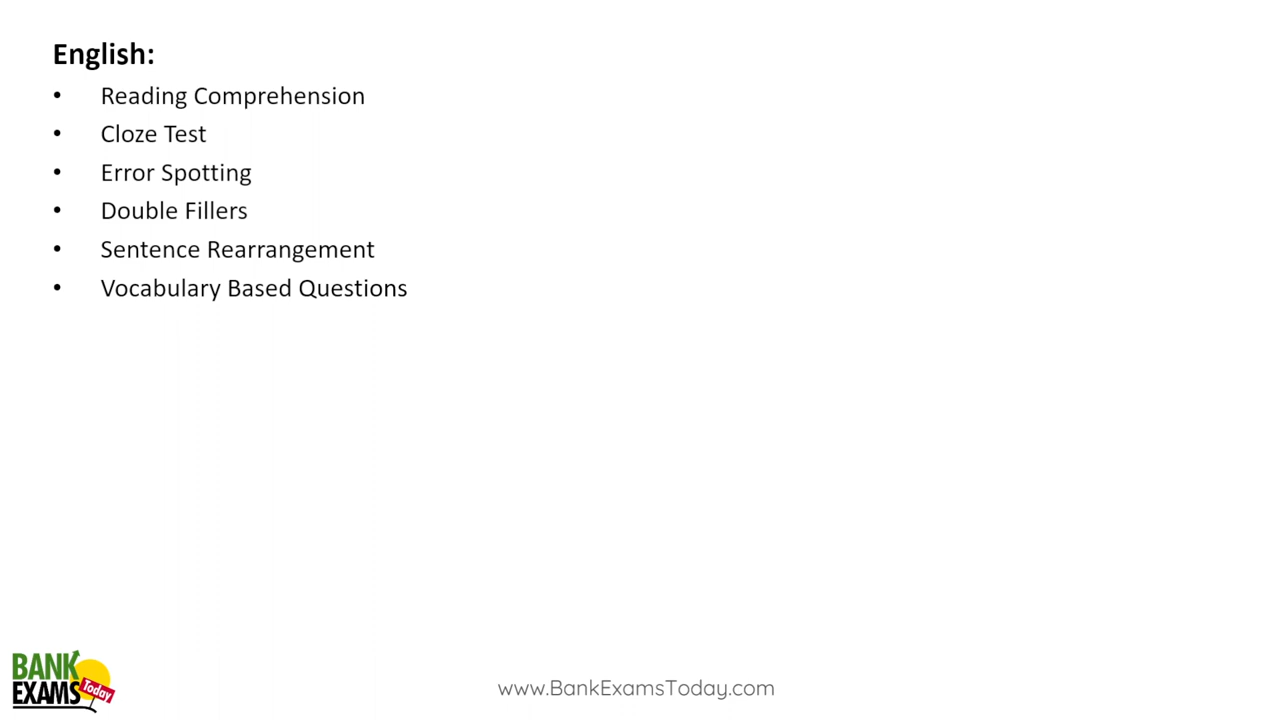 English:
• Reading Comprehension
• Cloze Test
• Error Spotting
• Double Fillers
• Sentence Rearrangement
• Vocabulary Based Questions
BANK
EXAMS Today
www.BankExamsToday.com